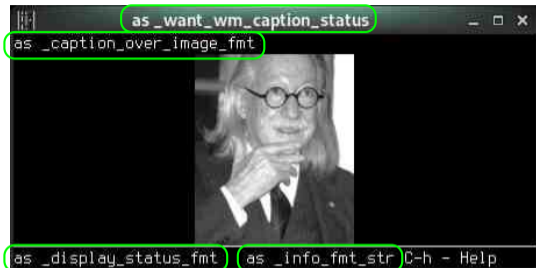 as _want_wm_caption_status
as _caption_over_image_fmt
as _display_status_fmt as _info_fmt_str C-h - Help